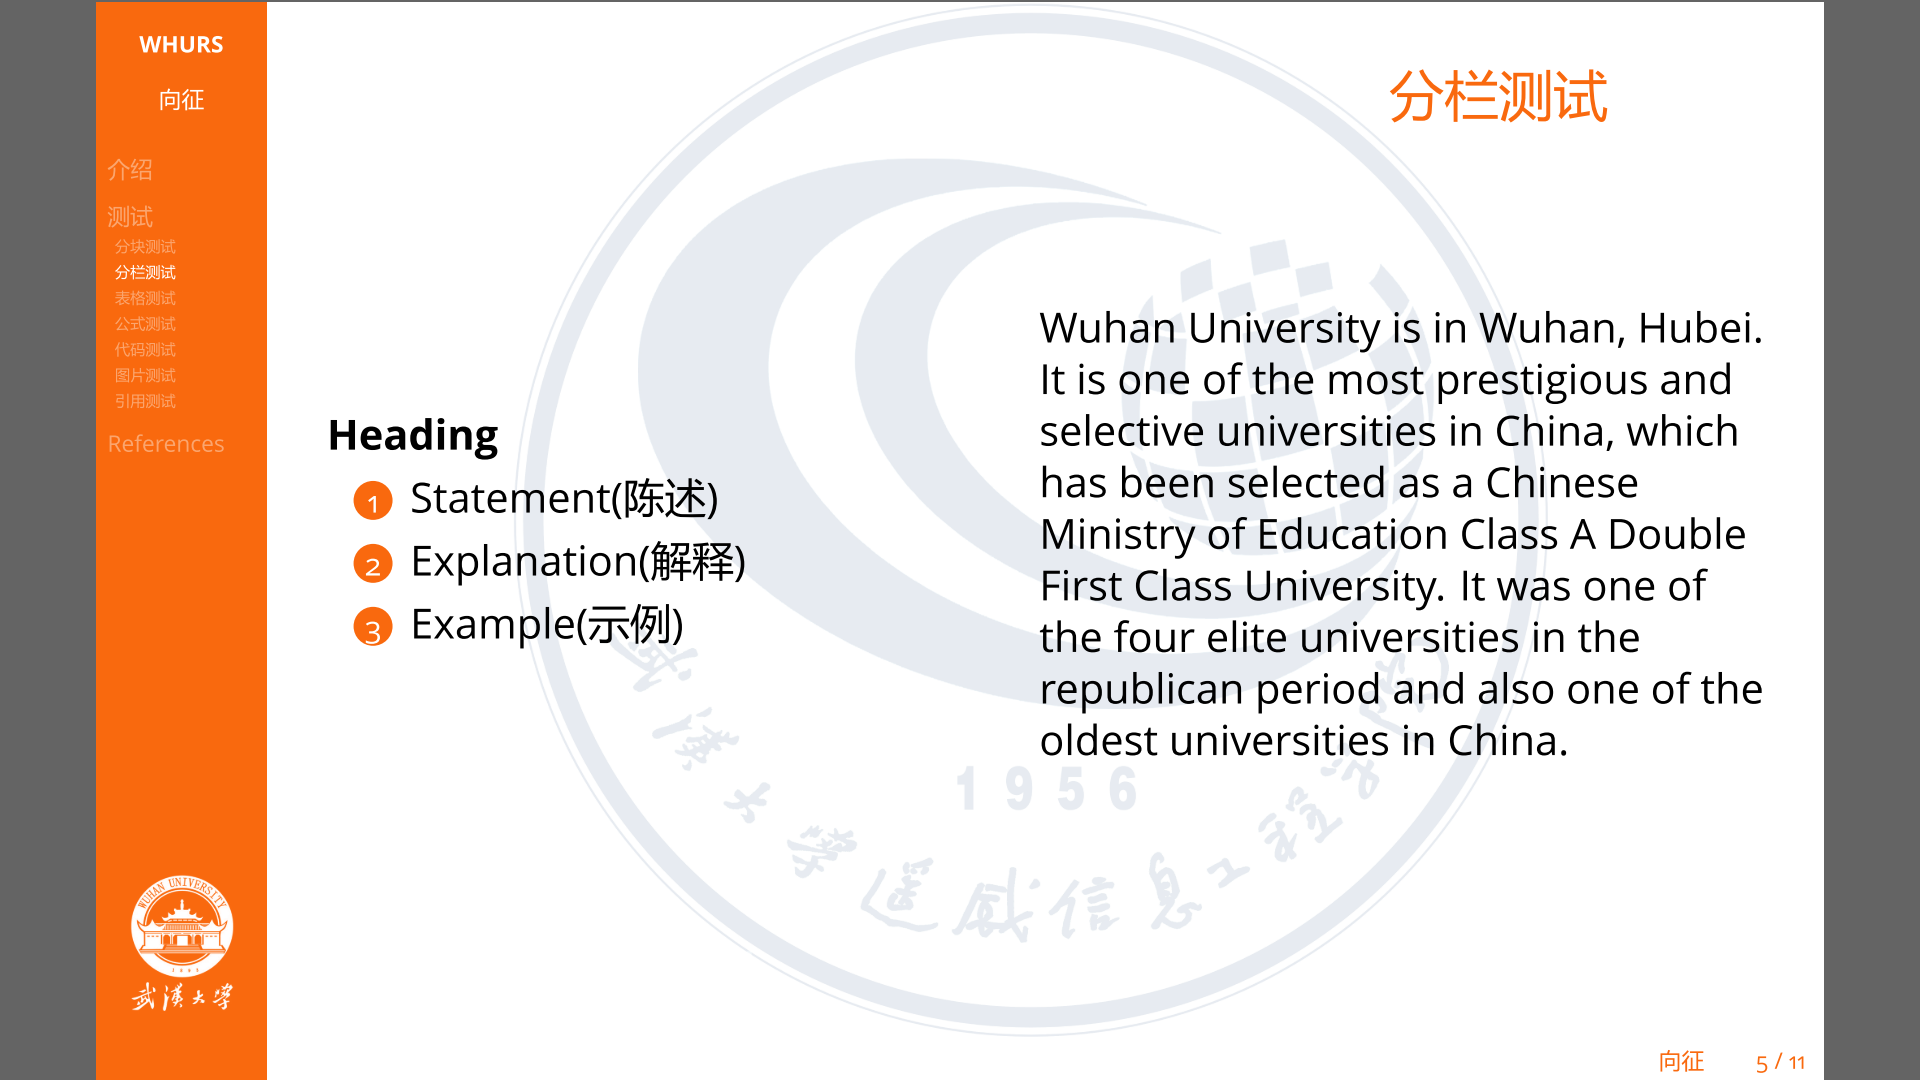 WHURS
向征
介绍
测试
分块测试
分栏测试
表格测试
公式测试
代码测试
图片测试
引用测试
References
WUHAN UNIVERSITY
1893
武漢大學
分栏测试
Heading
1 Statement(陈述)
2 Explanation(解释)
3 Example(示例)
Wuhan University is in Wuhan, Hubei.
It is one of the most prestigious and
selective universities in China, which
has been selected as a Chinese
Ministry of Education Class A Double
First Class University. It was one of
the four elite universities in the
republican period and also one of the
oldest universities in China.
1956
武漢大學遥感信息工程学院
向征
5 / 11